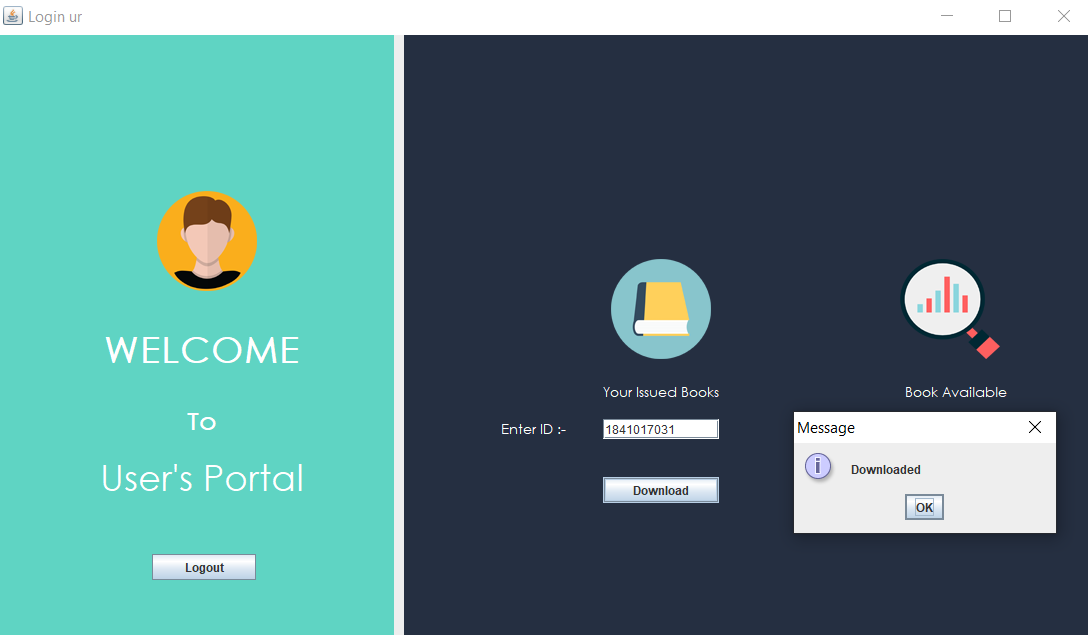 Login ur
WELCOME
To
User's Portal
Logout
Your Issued Books
Enter ID :-
1841017031
Download
Book Available
Message
i
Downloaded
OK